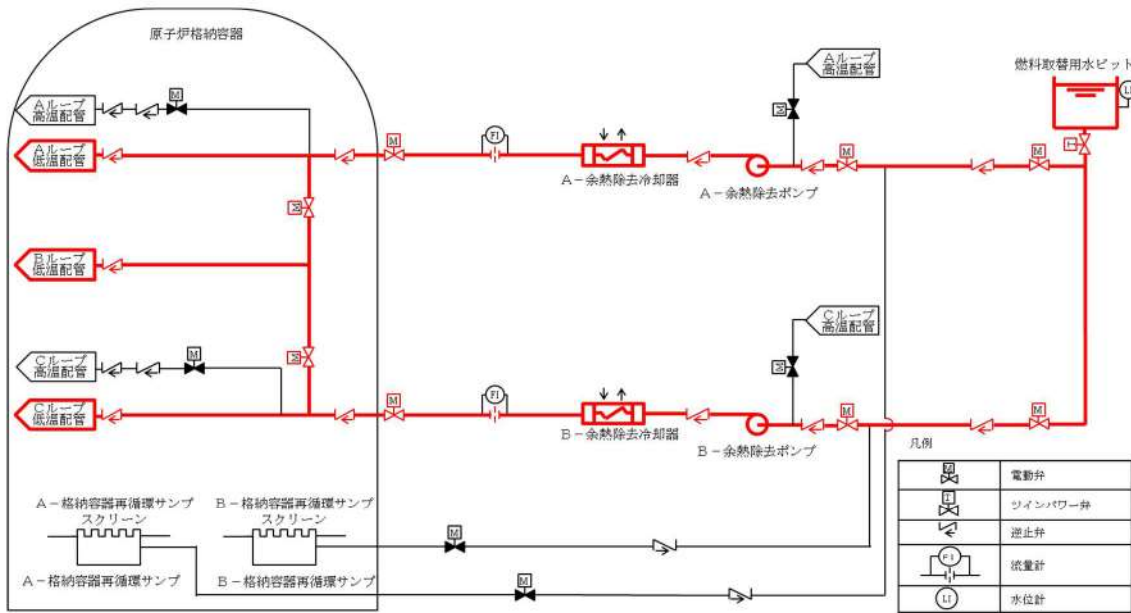 原子炉格納容器
Aループ
高温配管
M
Aループ
低温配管
M
Bループ
低温配管
Cループ
高温配管
M
M
Cループ
低温配管
A-格納容器再循環サンプ
スクリーン
A-格納容器再循環サンプ
B-格納容器再循環サンプ
スクリーン
B-格納容器再循環サンプ
M
FI
A-余熱除去冷却器
A-余熱除去ポンプ
Aループ
高温配管
M
M
M
燃料取替用水ピット
LI
T
M
FI
B-余熱除去冷却器
B-余熱除去ポンプ
Cループ
高温配管
M
M
M
M
M
凡例
M
電動弁
T
ツインパワー弁
逆止弁
FI
流量計
LI
水位計